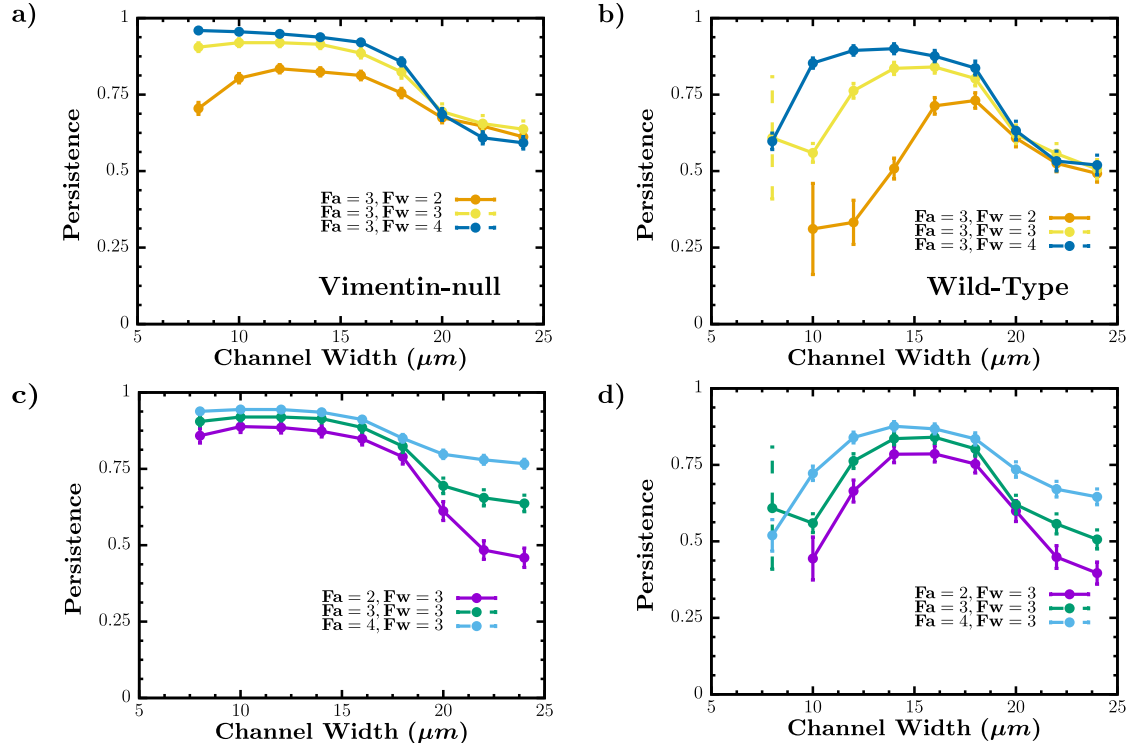 a)
1
0.75
0.5
0.25
0
Persistence
Fa = 3, Fw = 2
Fa = 3, Fw = 3
Fa = 3, Fw = 4
Vimentin-null
5 10 15 20 25
Channel Width (μm)
b)
1
0.75
0.5
0.25
0
Persistence
Fa = 3, Fw = 2
Fa = 3, Fw = 3
Fa = 3, Fw = 4
Wild-Type
5 10 15 20 25
Channel Width (μm)
c)
1
0.75
0.5
0.25
0
Persistence
Fa = 2, Fw = 3
Fa = 3, Fw = 3
Fa = 4, Fw = 3
5 10 15 20 25
Channel Width (μm)
d)
1
0.75
0.5
0.25
0
Persistence
Fa = 2, Fw = 3
Fa = 3, Fw = 3
Fa = 4, Fw = 3
5 10 15 20 25
Channel Width (μm)